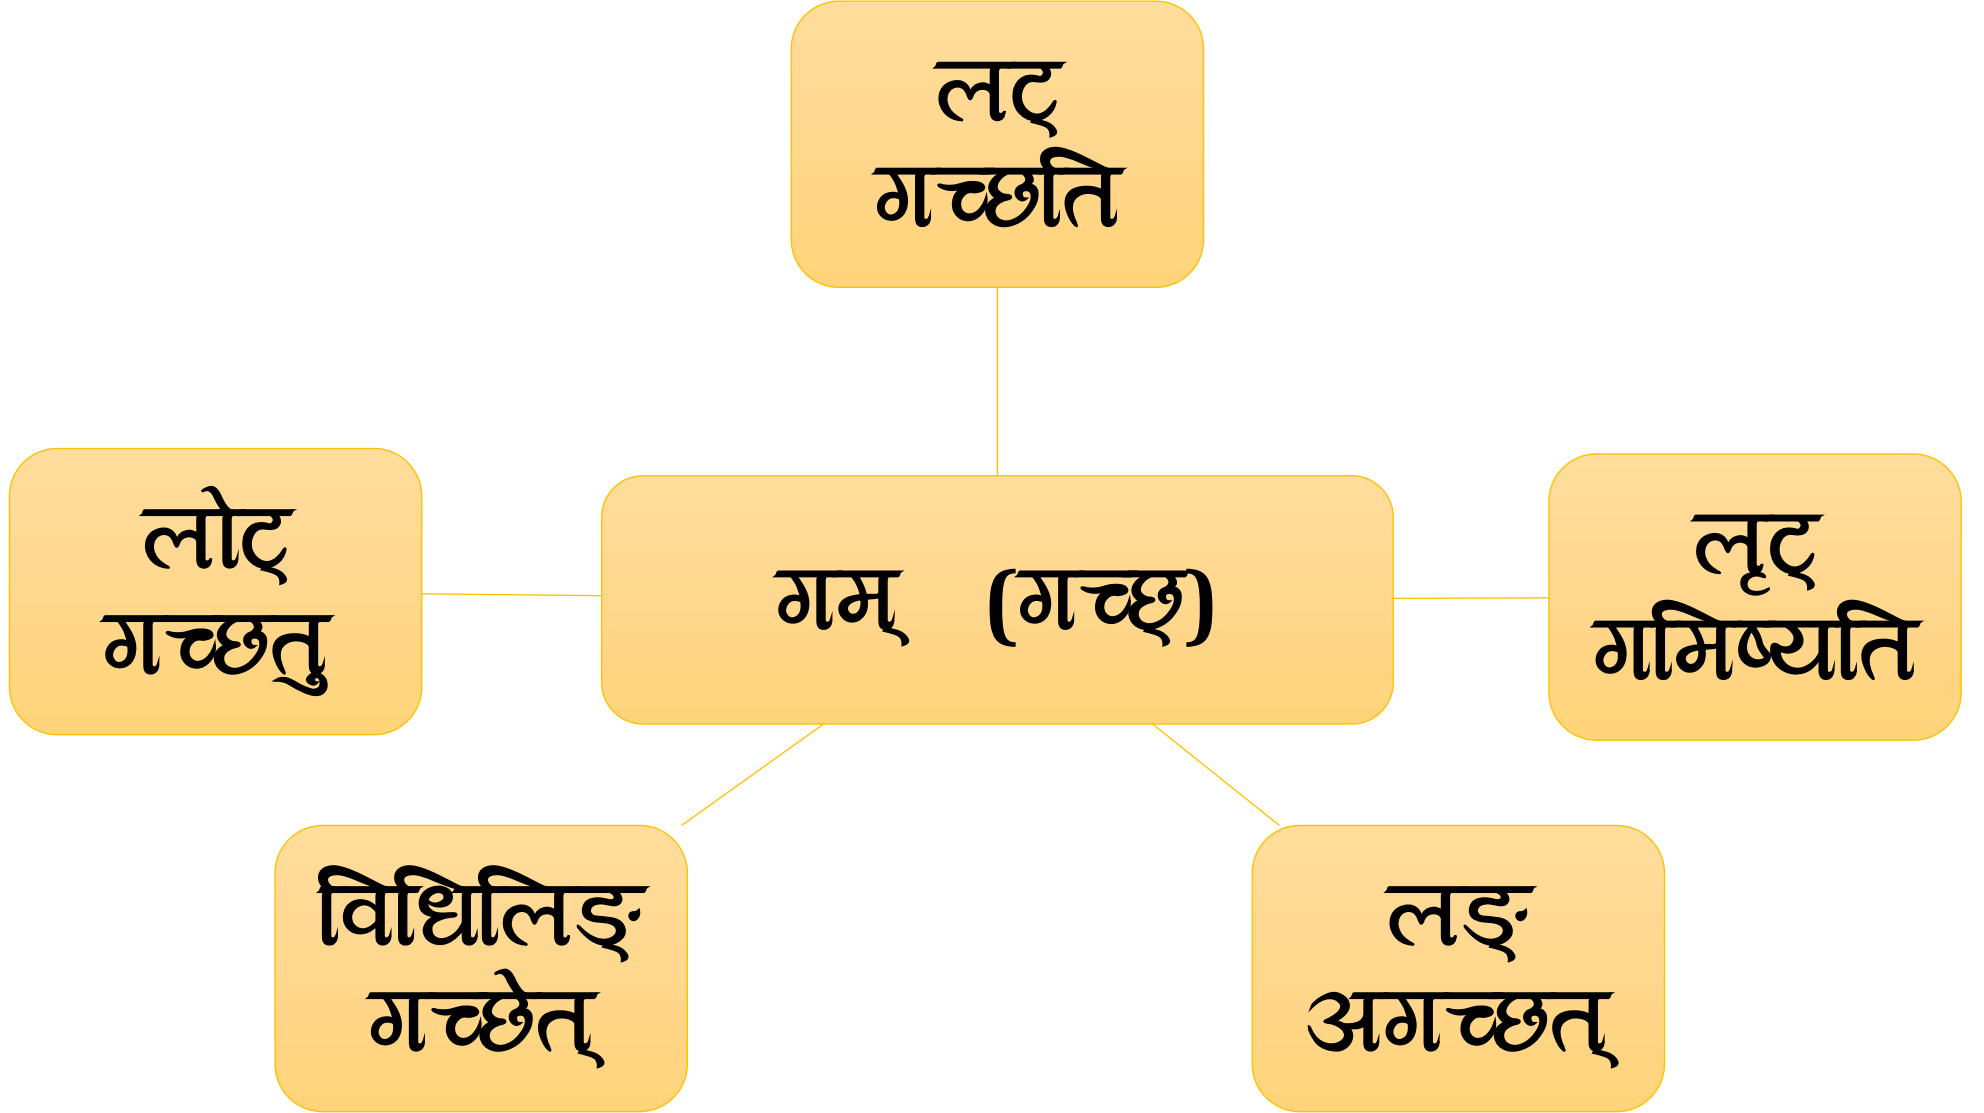 लट्
गच्छति
लोट्
गच्छतु
गम् (गच्छ्)
लृट्
गमिष्यति
विधिलिङ्
गच्छेत्
लङ्
अगच्छत्